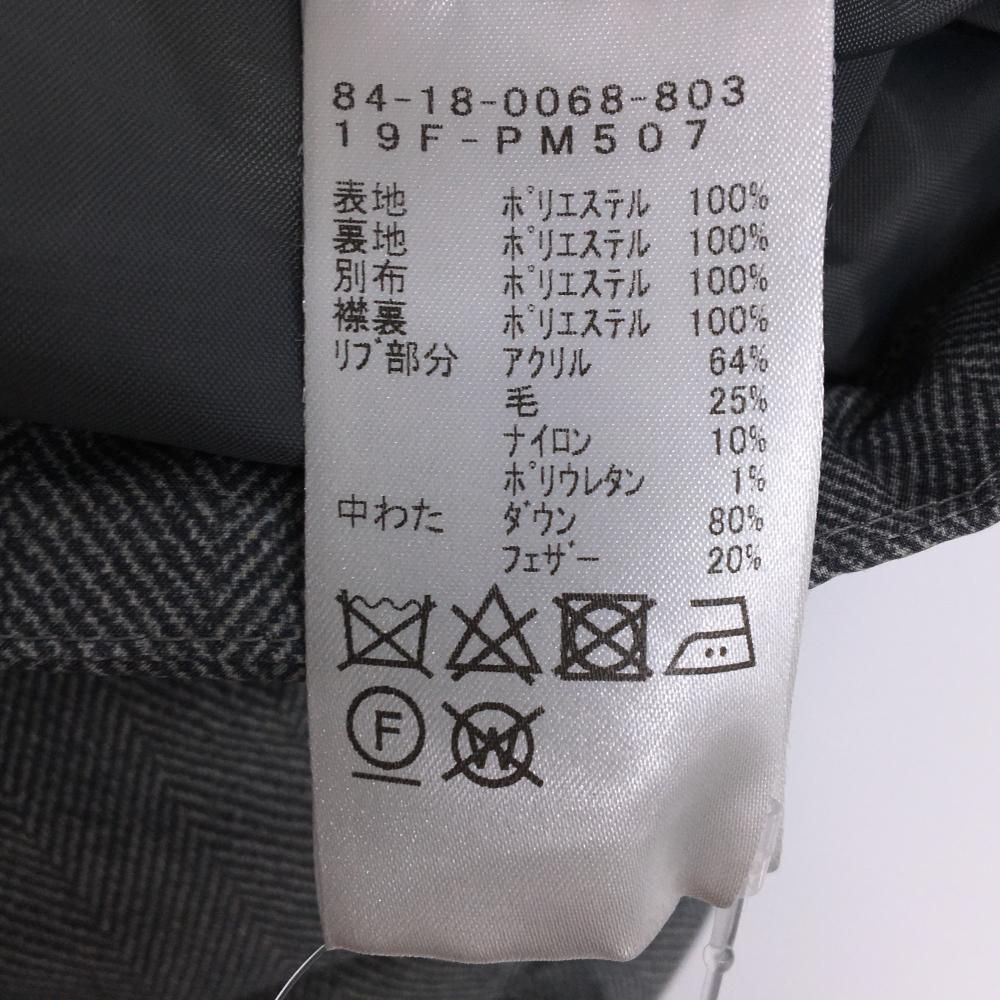 84-18-0068-803
19F-PM507
表地 ポリエステル 100%
裏地 ポリエステル 100%
別布 ポリエステル 100%
襟裏 ポリエステル 100%
リブ部分 アクリル 64%
毛 25%
ナイロン 10%
ポリウレタン 1%
中わた ダウン 80%
フェザー 20%
F W